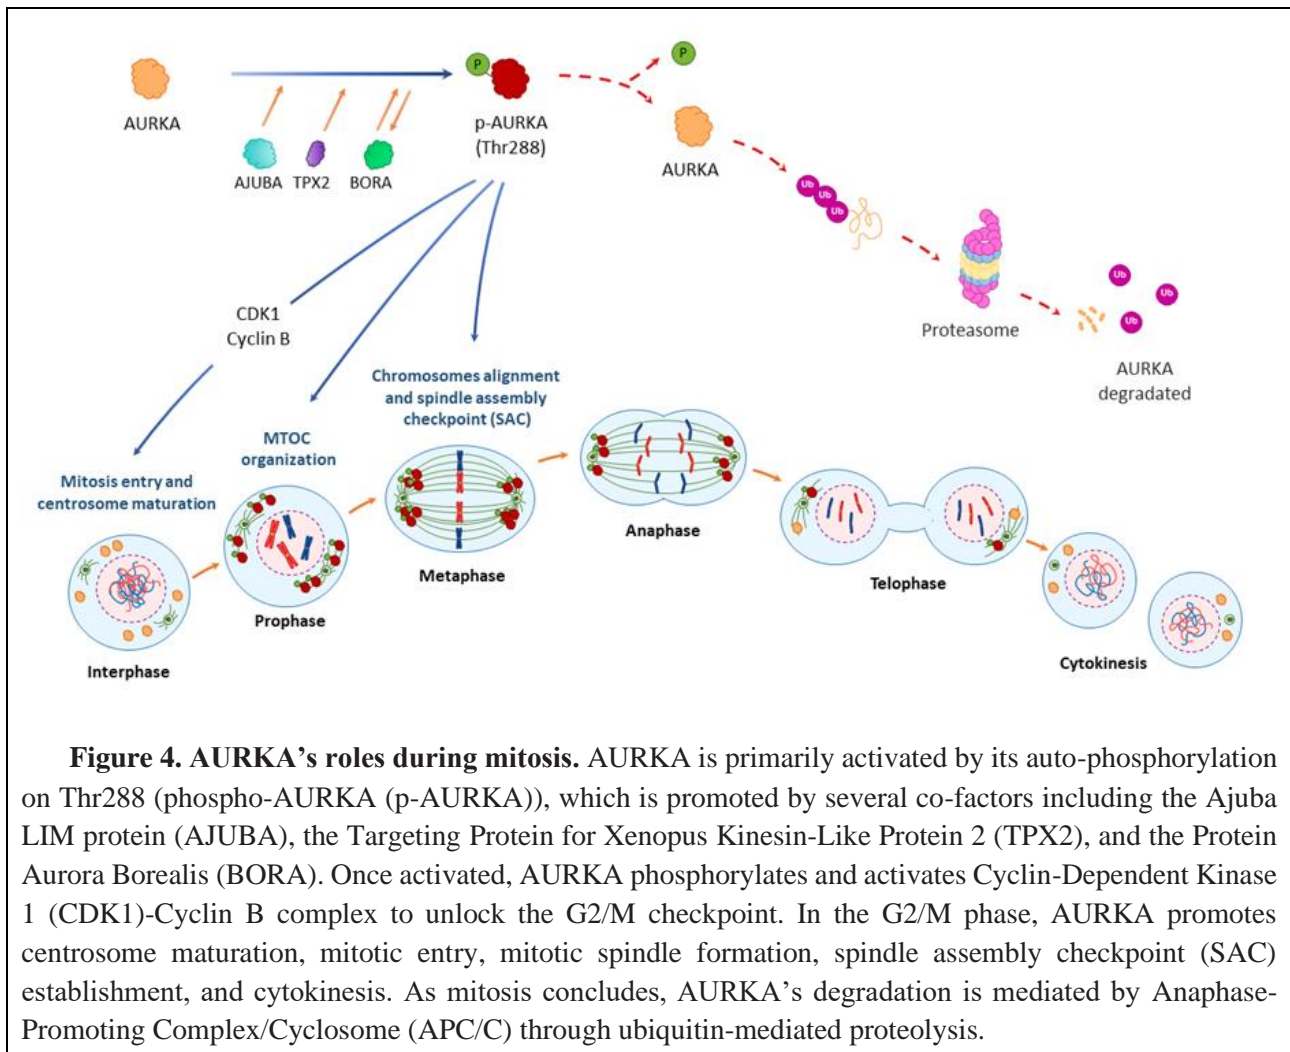 P
P
AURKA
p-AURKA
(Thr288)
AURKA
AJUBA TPX2 BORA
Ub
Ub
Ub
Ub
Ub
Ub
Proteasome
AURKA
degradated
CDK1
Cyclin B
Chromosomes alignment
and spindle assembly
checkpoint (SAC)
MTOC
organization
Mitosis entry and
centrosome maturation
Interphase
Prophase
Metaphase
Anaphase
Telophase
Cytokinesis
Figure 4. AURKA’s roles during mitosis. AURKA is primarily activated by its auto-phosphorylation
on Thr288 (phospho-AURKA (p-AURKA)), which is promoted by several co-factors including the Ajuba
LIM protein (AJUBA), the Targeting Protein for Xenopus Kinesin-Like Protein 2 (TPX2), and the Protein
Aurora Borealis (BORA). Once activated, AURKA phosphorylates and activates Cyclin-Dependent Kinase
1 (CDK1)-Cyclin B complex to unlock the G2/M checkpoint. In the G2/M phase, AURKA promotes
centrosome maturation, mitotic entry, mitotic spindle formation, spindle assembly checkpoint (SAC)
establishment, and cytokinesis. As mitosis concludes, AURKA’s degradation is mediated by Anaphase-
Promoting Complex/Cyclosome (APC/C) through ubiquitin-mediated proteolysis.